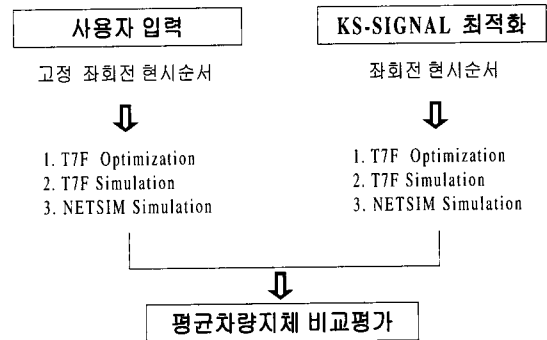 사용자 입력
고정 좌회전 현시순서
1. T7F Optimization
2. T7F Simulation
3. NETSIM Simulation
KS-SIGNAL 최적화
좌회전 현시순서
1. T7F Optimization
2. T7F Simulation
3. NETSIM Simulation
평균차량지체 비교평가